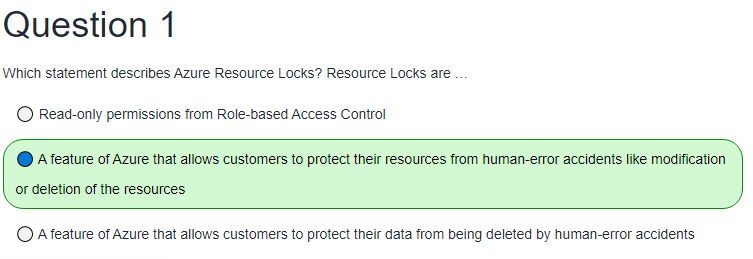 Question 1
Which statement describes Azure Resource Locks? Resource Locks are ...
Read-only permissions from Role-based Access Control
A feature of Azure that allows customers to protect their resources from human-error accidents like modification
or deletion of the resources
A feature of Azure that allows customers to protect their data from being deleted by human-error accidents